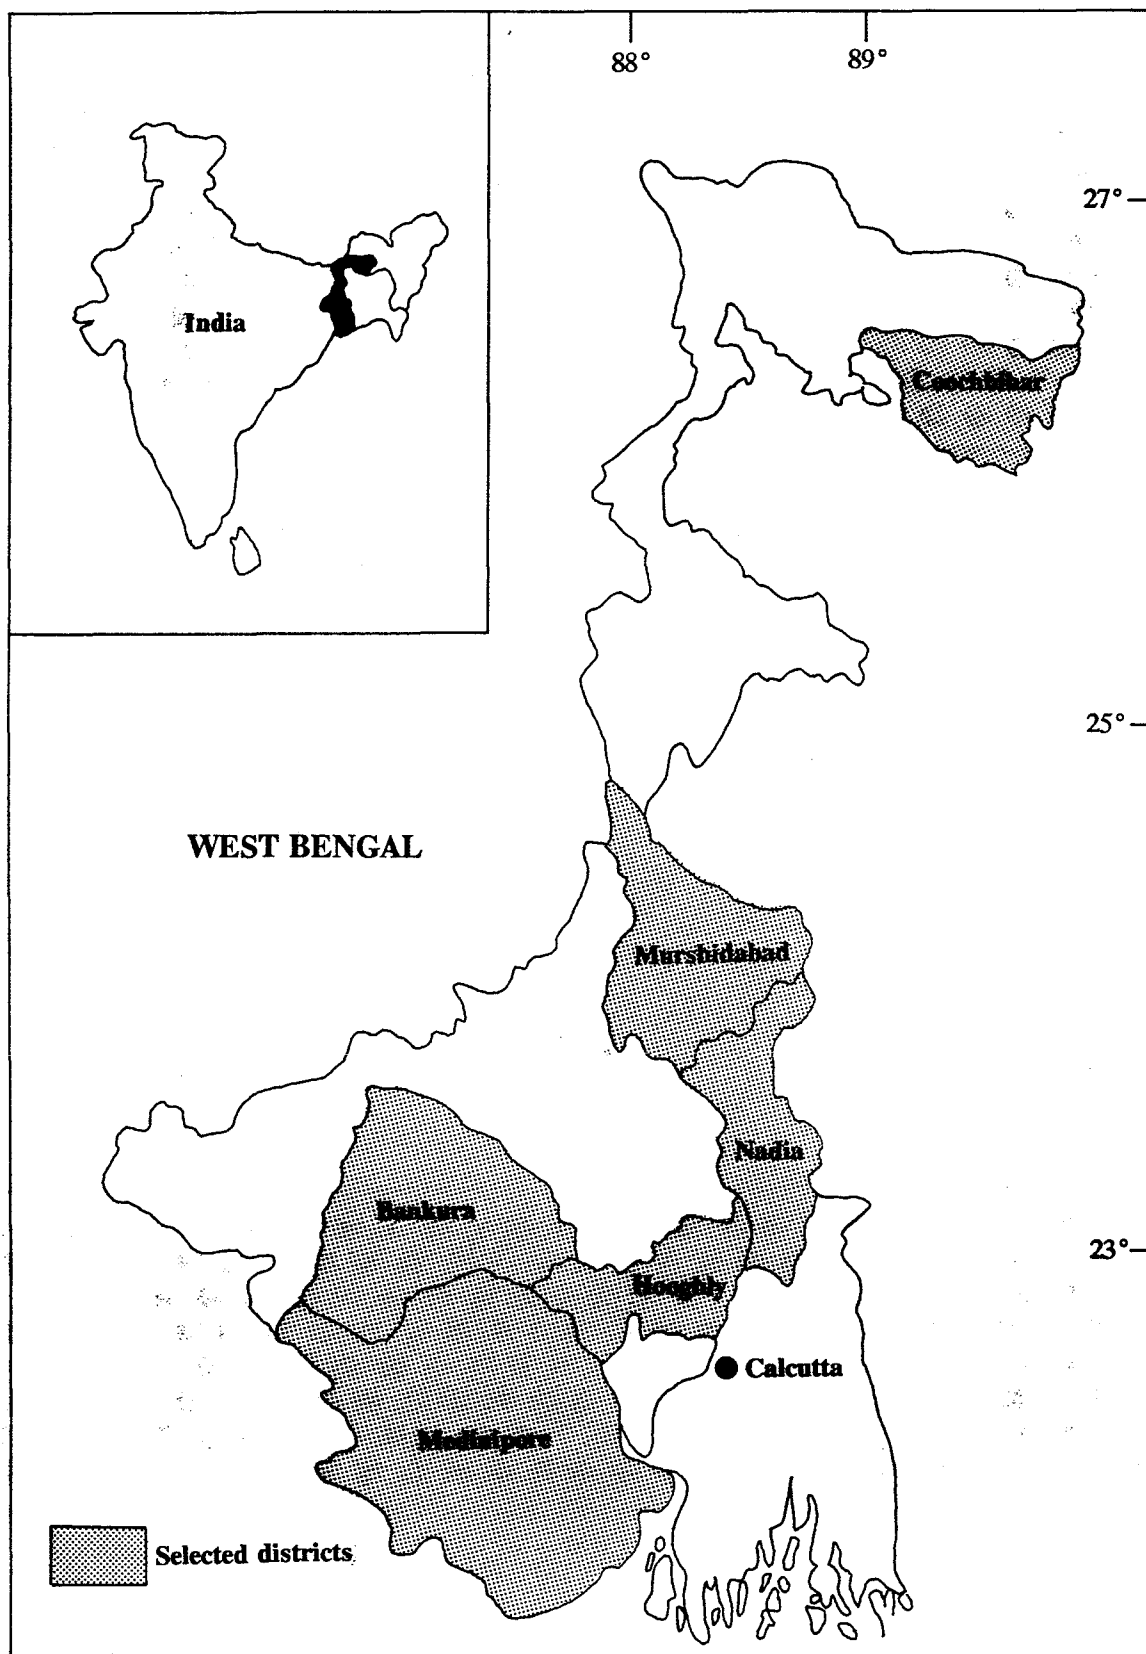 88° 89°
27°
India
Coochbihar
25°
WEST BENGAL
Murshidabad
Nadia
Bankura
23°
Hooghly
Calcutta
Medinipore
Selected districts